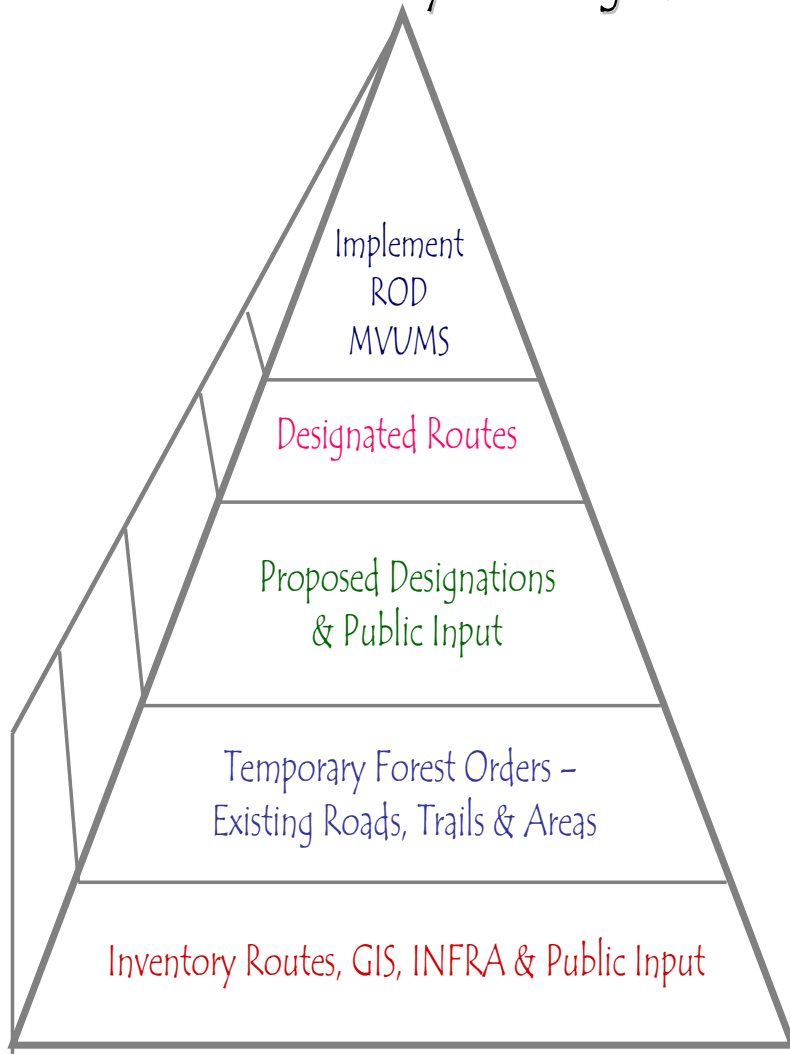 Implement
ROD
MVUMS
Designated Routes
Proposed Designations
& Public Input
Temporary Forest Orders –
Existing Roads, Trails & Areas
Inventory Routes, GIS, INFRA & Public Input